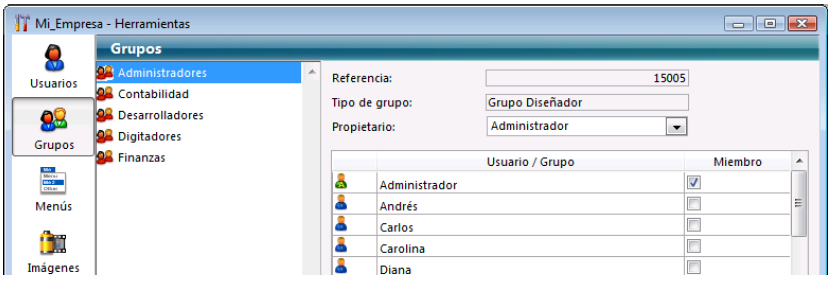 Mi_Empresa - Herramientas
Grupos
Usuarios
Grupos
Menús
Imágenes
Administradores
Contabilidad
Desarrolladores
Digitadores
Finanzas
Referencia: 15005
Tipo de grupo: Grupo Diseñador
Propietario: Administrador
Usuario / Grupo Miembro
Administrador
Andrés
Carlos
Carolina
Diana